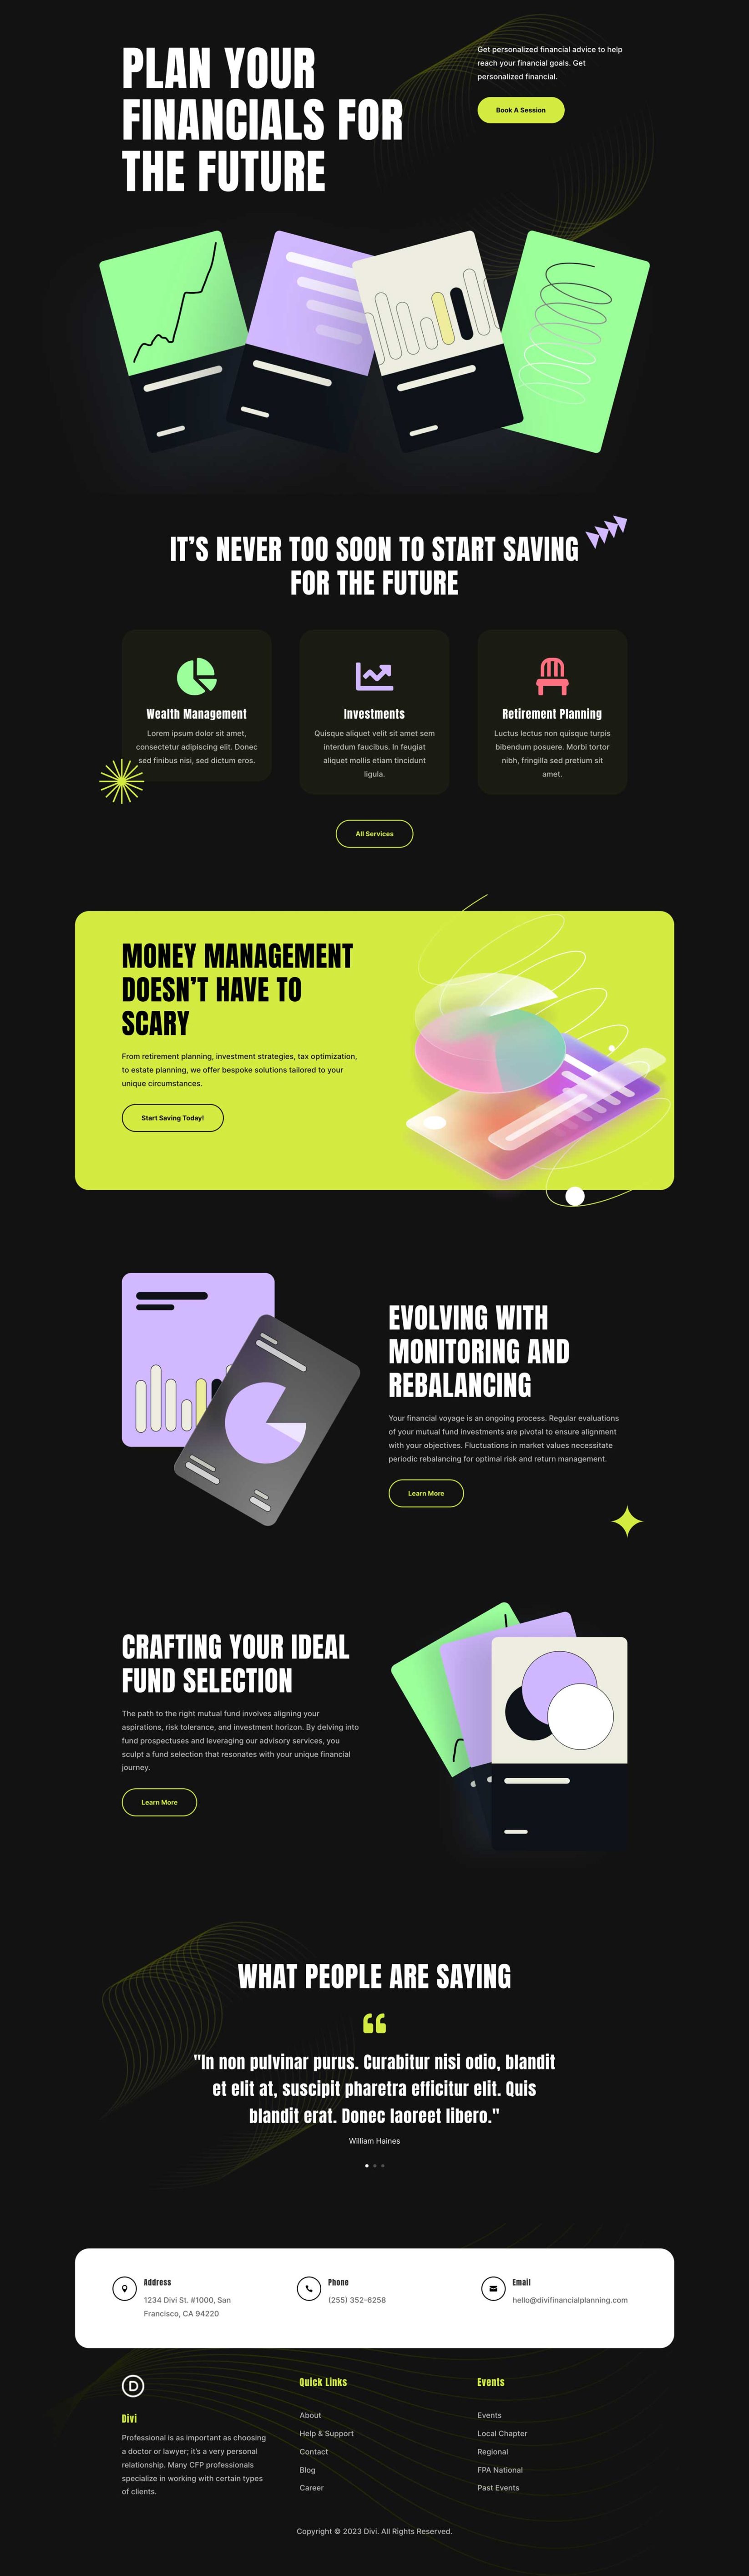 PLAN YOUR
FINANCIALS FOR
THE FUTURE
Get personalized financial advice to help
reach your financial goals. Get
personalized financial.
Book A Session
IT'S NEVER TOO SOON TO START SAVING
FOR THE FUTURE
Wealth Management
Lorem ipsum dolor sit amet,
consectetur adipiscing elit. Donec
sed finibus nisi, sed dictum eros.
Investments
Quisque aliquet velit sit amet sem
interdum faucibus. In feugiat
aliquet mollis etiam tincidunt
ligula.
Retirement Planning
Luctus lectus non quisque turpis
bibendum posuere. Morbi tortor
nibh, fringilla sed pretium sit
amet.
All Services
MONEY MANAGEMENT
DOESN'T HAVE TO
SCARY
From retirement planning, investment strategies, tax optimization,
to estate planning, we offer bespoke solutions tailored to your
unique circumstances.
Start Saving Today!
EVOLVING WITH
MONITORING AND
REBALANCING
Your financial voyage is an ongoing process. Regular evaluations
of your mutual fund investments are pivotal to ensure alignment
with your objectives. Fluctuations in market values necessitate
periodic rebalancing for optimal risk and return management.
Learn More
CRAFTING YOUR IDEAL
FUND SELECTION
The path to the right mutual fund involves aligning your
aspirations, risk tolerance, and investment horizon. By delving into
fund prospectuses and leveraging our advisory services, you
sculpt a fund selection that resonates with your unique financial
journey.
Learn More
WHAT PEOPLE ARE SAYING
"In non pulvinar purus. Curabitur nisi odio, blandit
et elit at, suscipit pharetra efficitur elit. Quis
blandit erat. Donec laoreet libero."
William Haines
Address
1234 Divi St. #1000, San
Francisco, CA 94220
Phone
(255) 352-6258
Email
hello@divifinancialplanning.com
D
Divi
Professional is as important as choosing
a doctor or lawyer; it's a very personal
relationship. Many CFP professionals
specialize in working with certain types
of clients.
Quick Links
About
Help & Support
Contact
Blog
Career
Events
Events
Local Chapter
Regional
FPA National
Past Events
Copyright © 2023 Divi. All Rights Reserved.